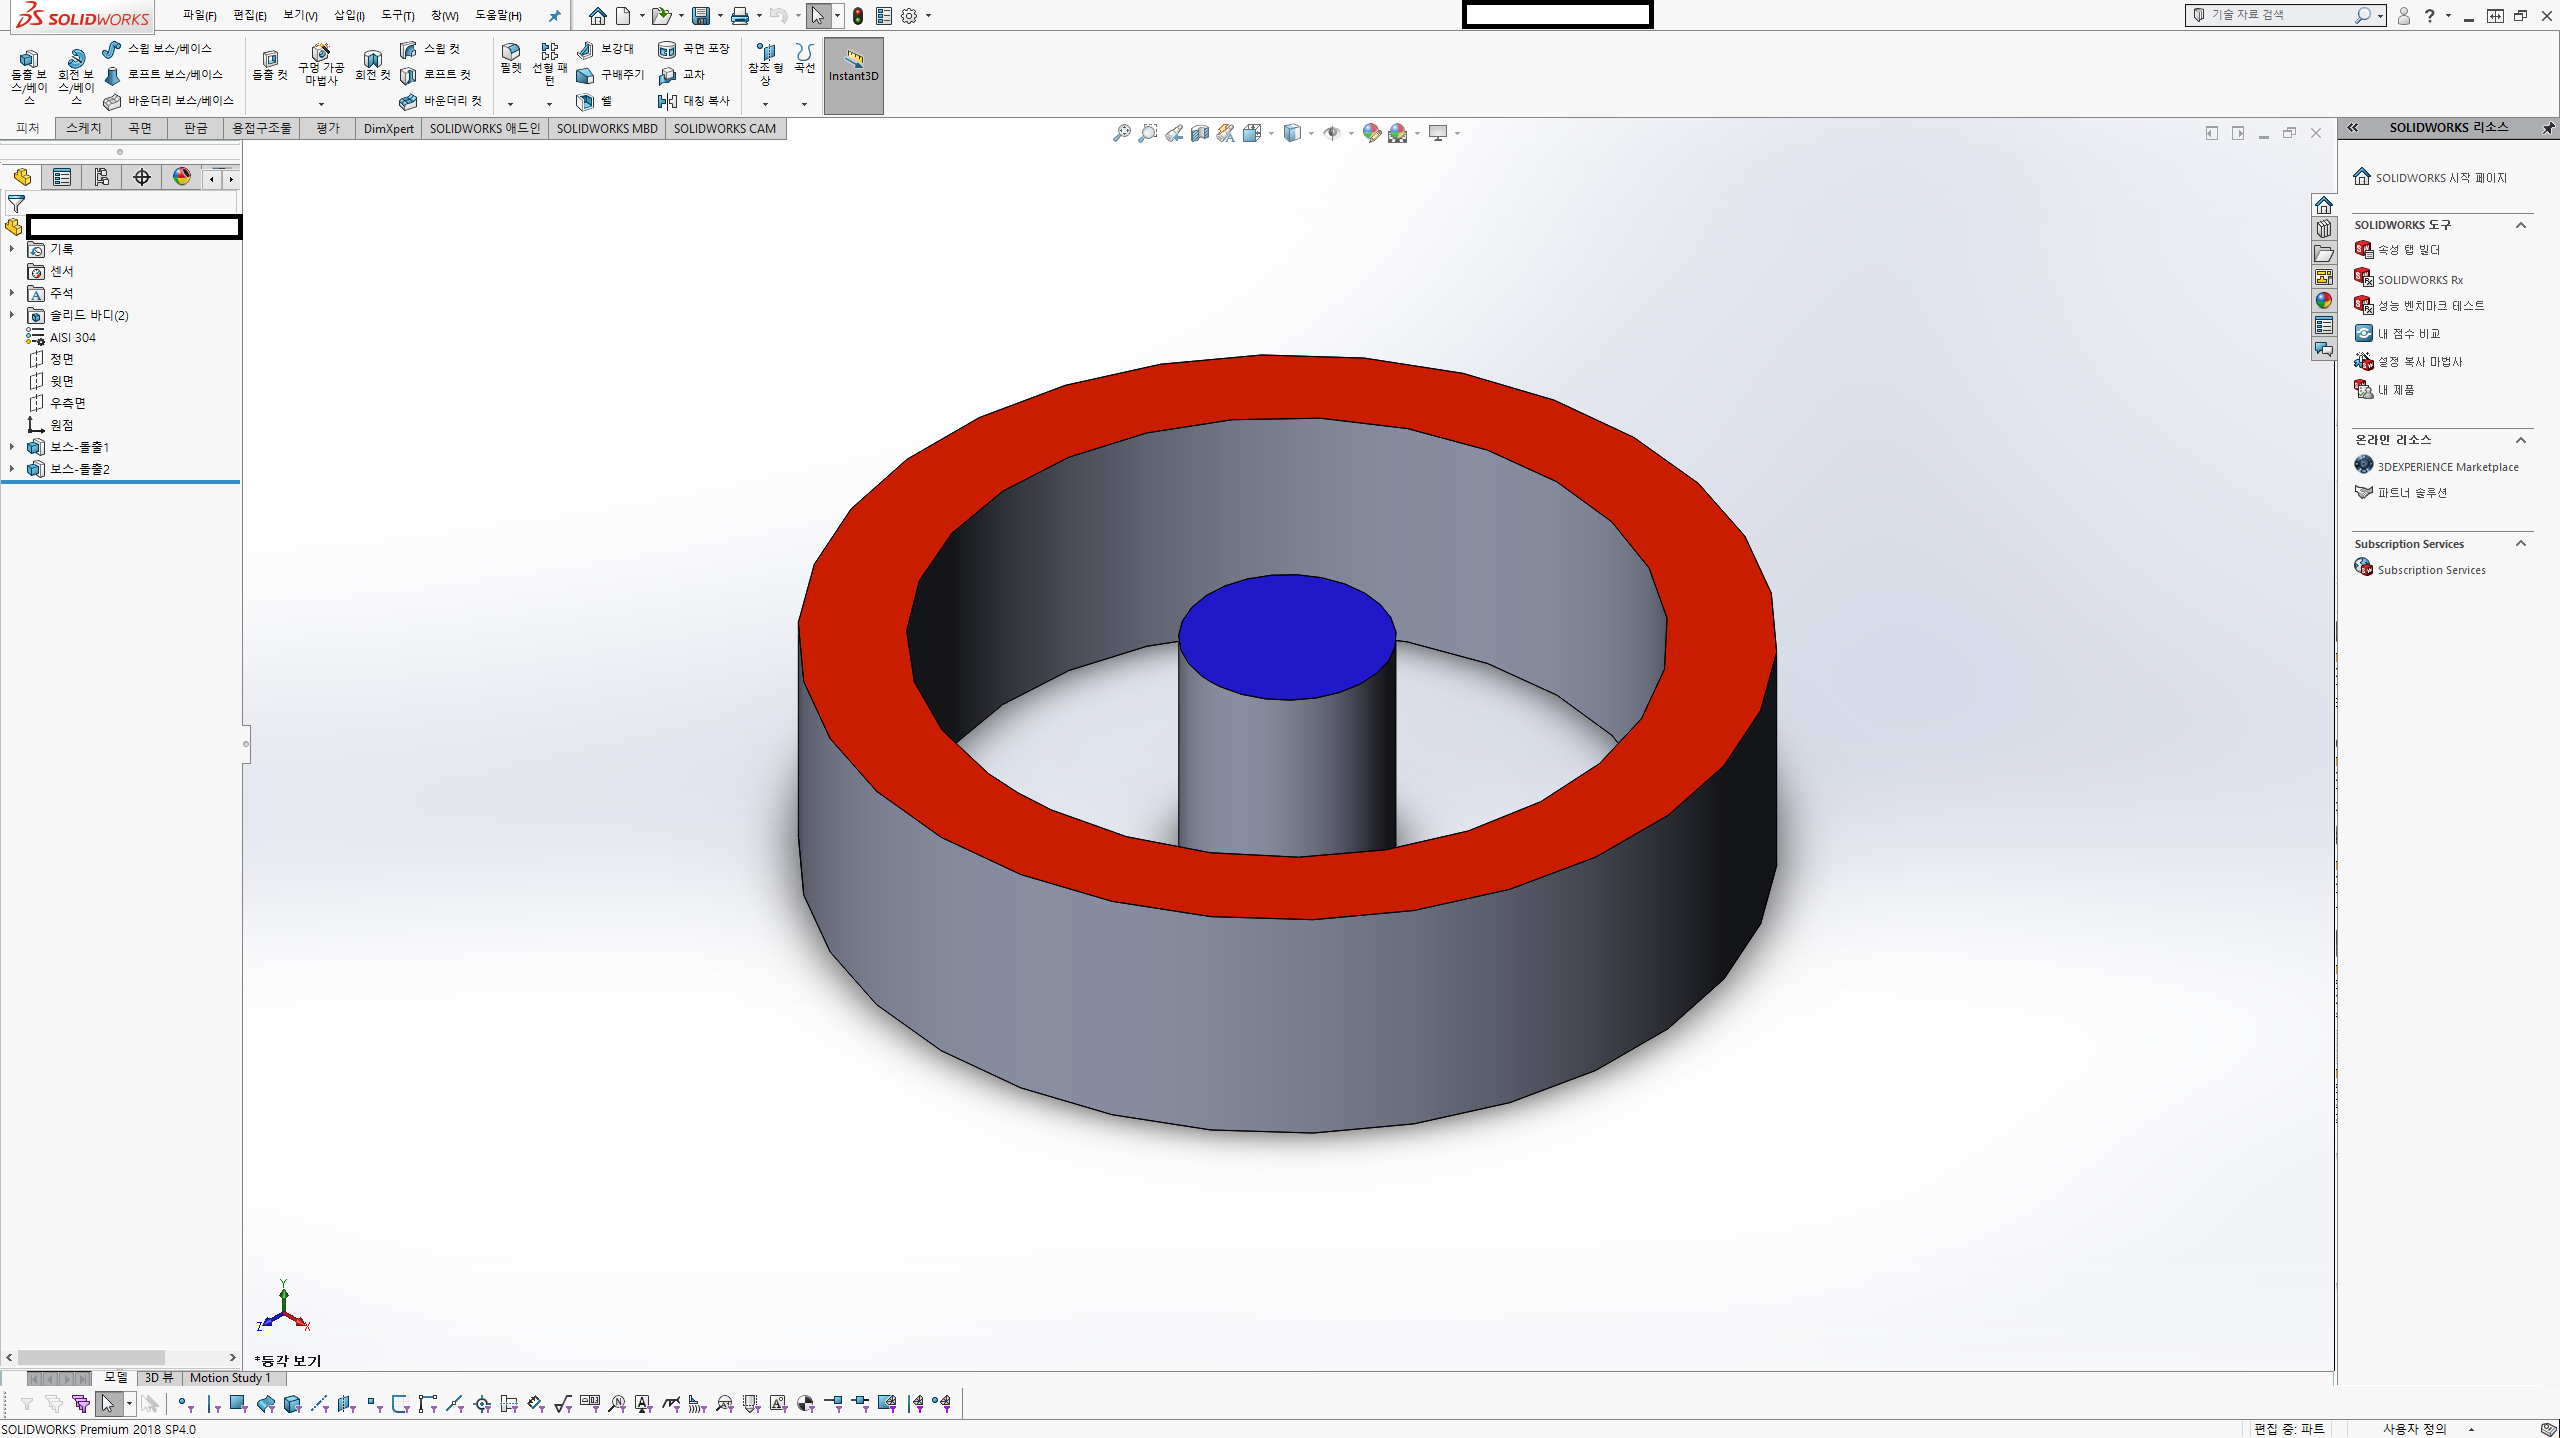 SOLIDWORKS
파일(F) 편집(E) 보기(V) 삽입(I) 도구(T) 창(W) 도움말(H)
기술 자료 검색
돌출 보스/베이스
회전 보스/베이스
스윕 보스/베이스
로프트 보스/베이스
바운더리 보스/베이스
돌출 컷
구멍 가공 마법사
회전 컷
스윕 컷
로프트 컷
바운더리 컷
필렛
선형 패턴
보강대
구배주기
쉘
곡면 포장
교차
대칭 복사
참조 형상
곡선
Instant3D
피처 스케치 곡면 판금 용접구조물 평가 DimXpert SOLIDWORKS 애드인 SOLIDWORKS MBD SOLIDWORKS CAM
기록
센서
주석
솔리드 바디(2)
AISI 304
정면
윗면
우측면
원점
보스-돌출1
보스-돌출2
Y
Z
X
*등각 보기
SOLIDWORKS 리소스
SOLIDWORKS 시작 페이지
SOLIDWORKS 도구
속성 탭 빌더
SOLIDWORKS Rx
성능 벤치마크 테스트
내 점수 비교
설정 복사 마법사
내 제품
온라인 리소스
3DEXPERIENCE Marketplace
파트너 솔루션
Subscription Services
Subscription Services
모델 3D 뷰 Motion Study 1
SOLIDWORKS Premium 2018 SP4.0
편집 중: 파트
사용자 정의